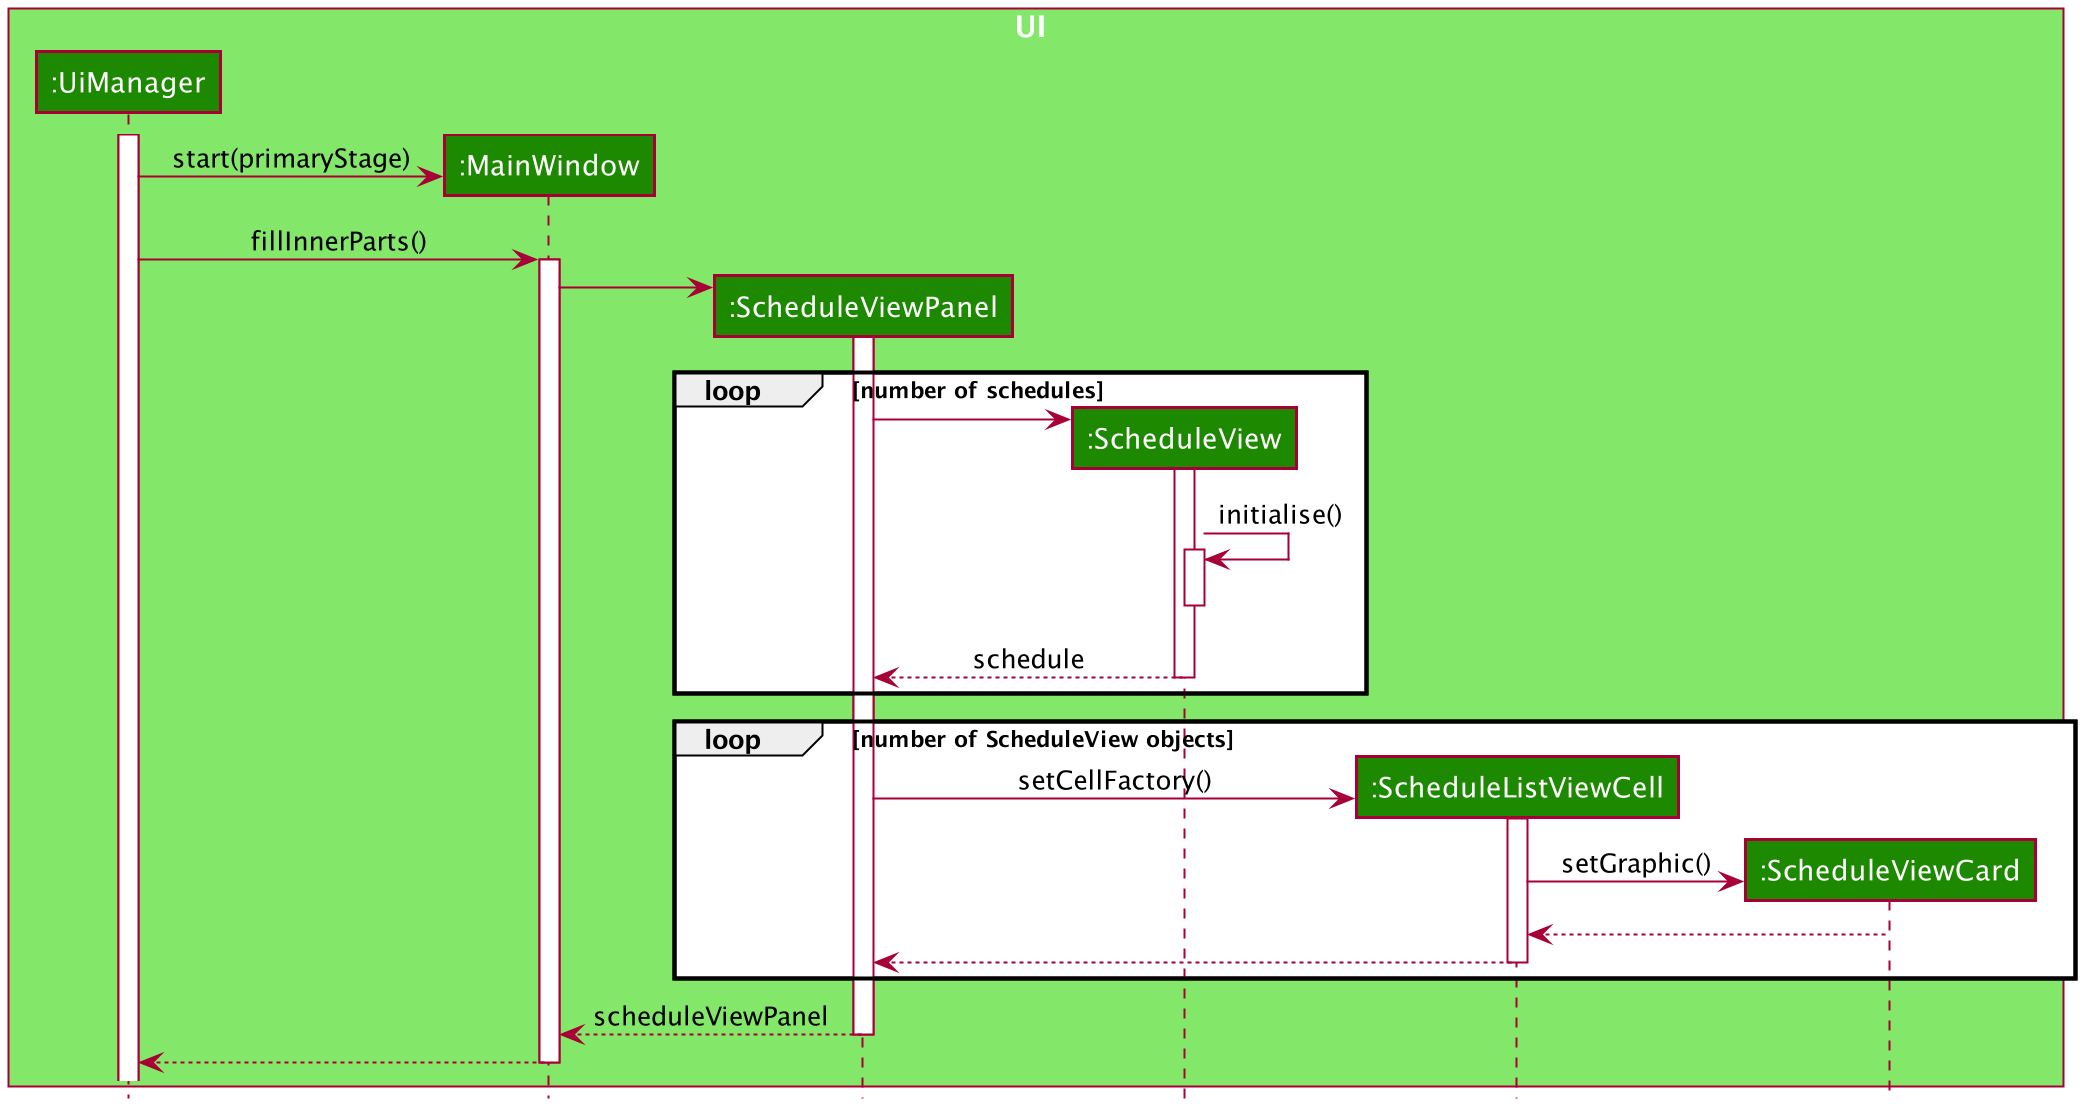 UI
:UiManager
start(primaryStage)
:MainWindow
fillInnerParts()
:ScheduleViewPanel
loop
[number of schedules]
:ScheduleView
initialise()
schedule
loop
[number of ScheduleView objects]
setCellFactory()
:ScheduleListViewCell
setGraphic()
:ScheduleViewCard
scheduleViewPanel